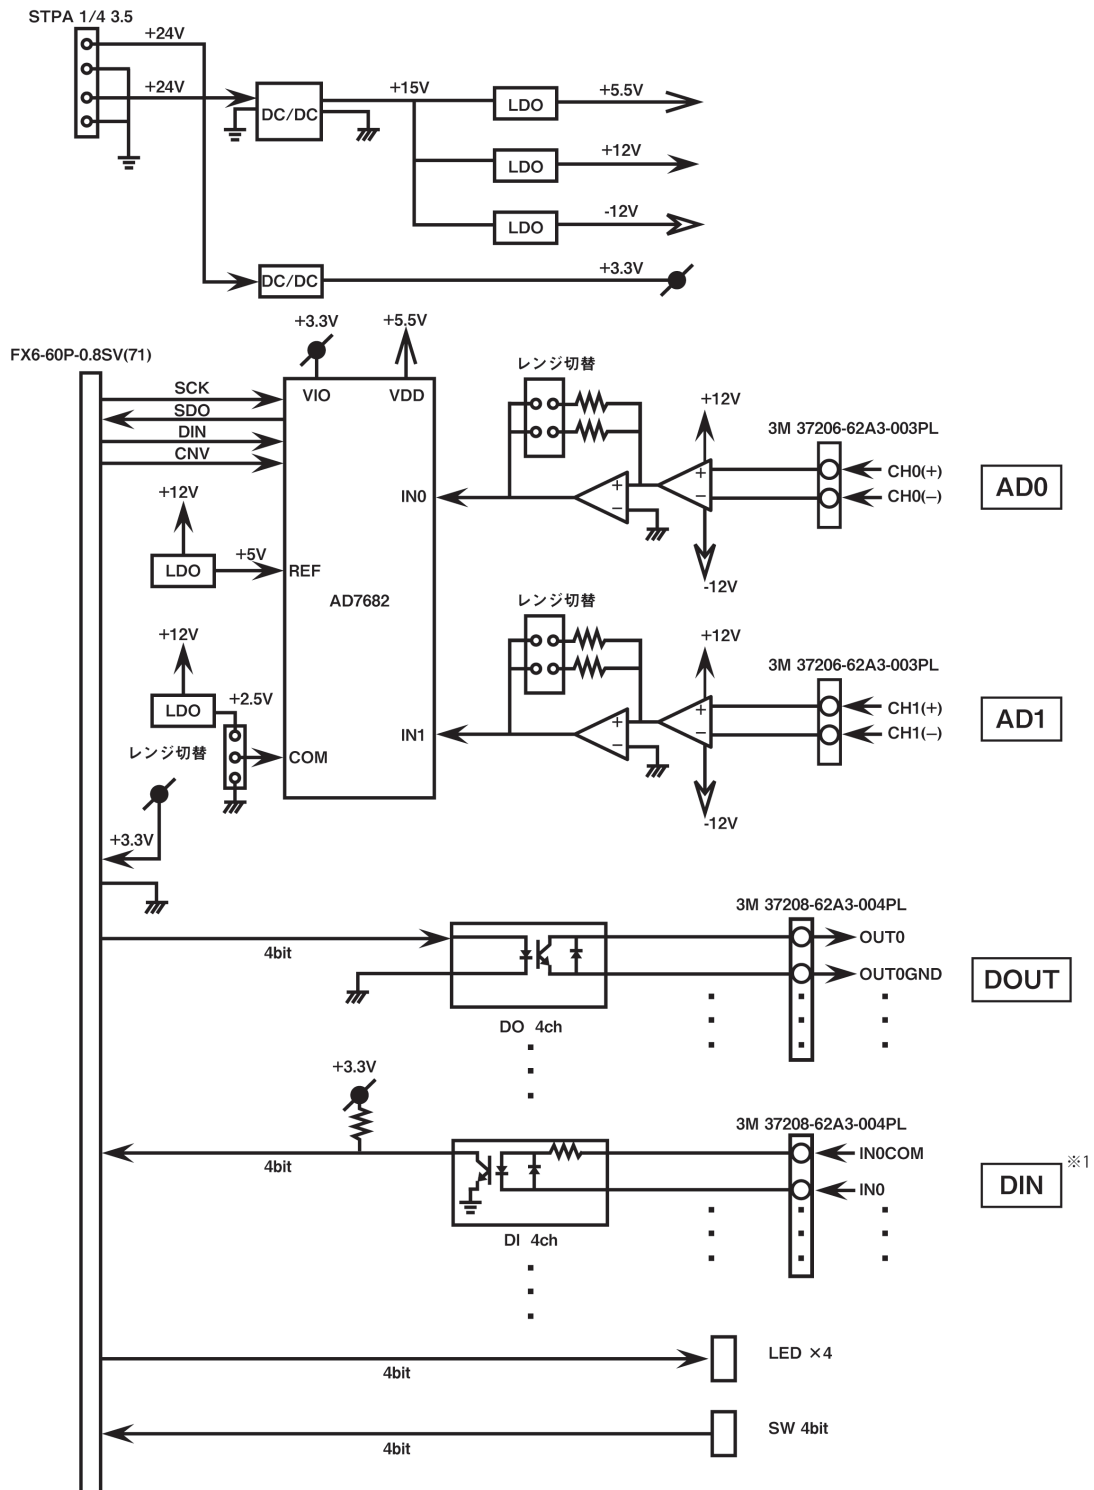 STPA 1/4 3.5
+24V
+24V
DC/DC
+15V
LDO
+5.5V
LDO
+12V
LDO
-12V
DC/DC
+3.3V
FX6-60P-0.8SV(71)
+3.3V
+5.5V
VIO
VDD
SCK
SDO
DIN
CNV
レンジ切替
+12V
3M 37206-62A3-003PL
CH0(+)
CH0(−)
AD0
IN0
+
−
+
−
-12V
+12V
LDO
+5V
REF
AD7682
レンジ切替
+12V
3M 37206-62A3-003PL
CH1(+)
CH1(−)
AD1
IN1
+
−
+
−
-12V
+12V
LDO
+2.5V
レンジ切替
COM
+3.3V
3M 37208-62A3-004PL
4bit
OUT0
OUT0GND
DOUT
DO 4ch
+3.3V
3M 37208-62A3-004PL
4bit
IN0COM
IN0
DIN
※1
DI 4ch
4bit
LED ×4
4bit
SW 4bit